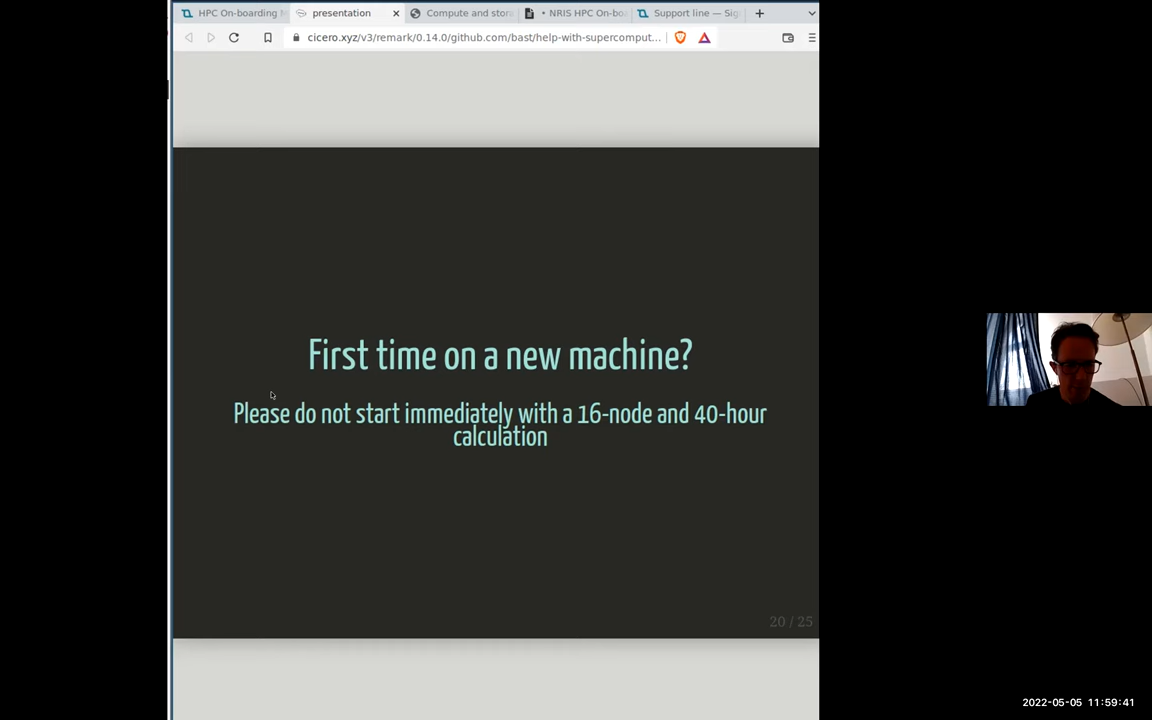 HPC On-boarding
presentation
Compute and stor
• NRIS HPC On-boa
Support line — Sig
cicero.xyz/v3/remark/0.14.0/github.com/bast/help-with-supercomput...
First time on a new machine?
Please do not start immediately with a 16-node and 40-hour
calculation
20 / 25
2022-05-05 11:59:41